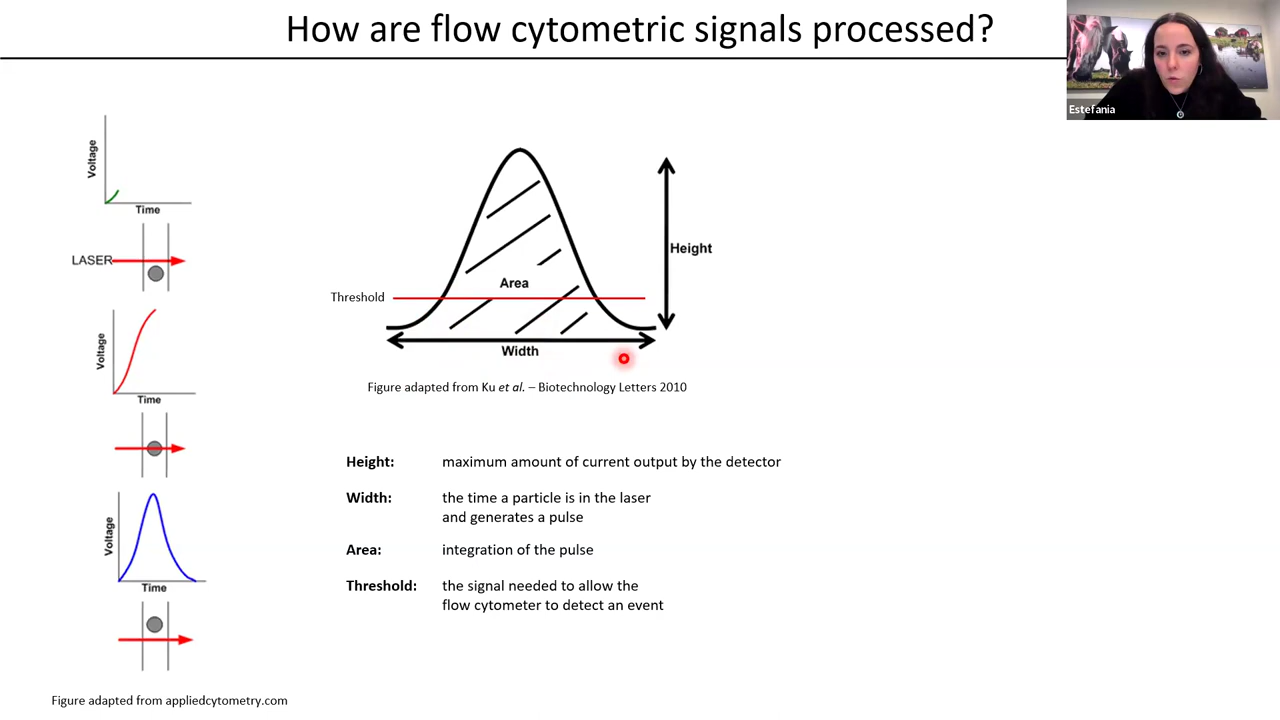 How are flow cytometric signals processed?
Estefania
Voltage
Time
LASER
Voltage
Time
Voltage
Time
Figure adapted from appliedcytometry.com
Height
Area
Threshold
Width
Figure adapted from Ku et al. – Biotechnology Letters 2010
Height: maximum amount of current output by the detector
Width: the time a particle is in the laser
and generates a pulse
Area: integration of the pulse
Threshold: the signal needed to allow the
flow cytometer to detect an event